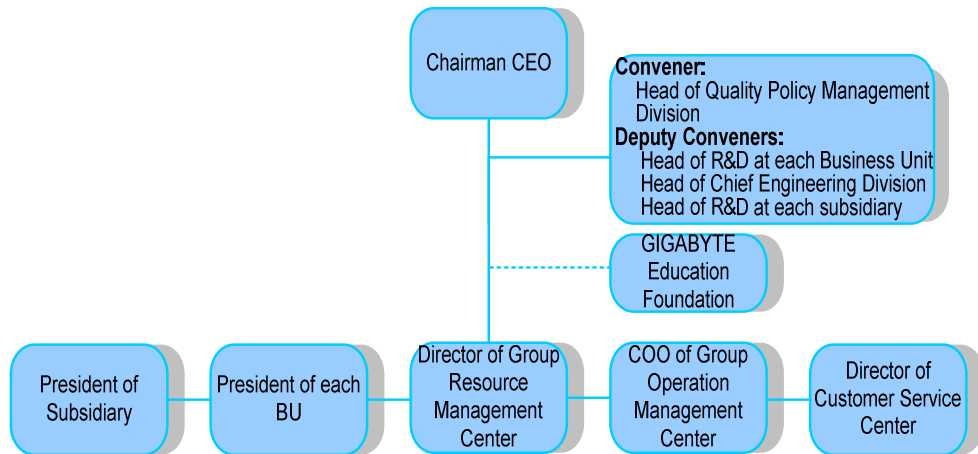 Chairman CEO
Convener:
Head of Quality Policy Management
Division
Deputy Conveners:
Head of R&D at each Business Unit
Head of Chief Engineering Division
Head of R&D at each subsidiary
GIGABYTE
Education
Foundation
President of
Subsidiary
President of each
BU
Director of Group
Resource
Management
Center
COO of Group
Operation
Management
Center
Director of
Customer Service
Center